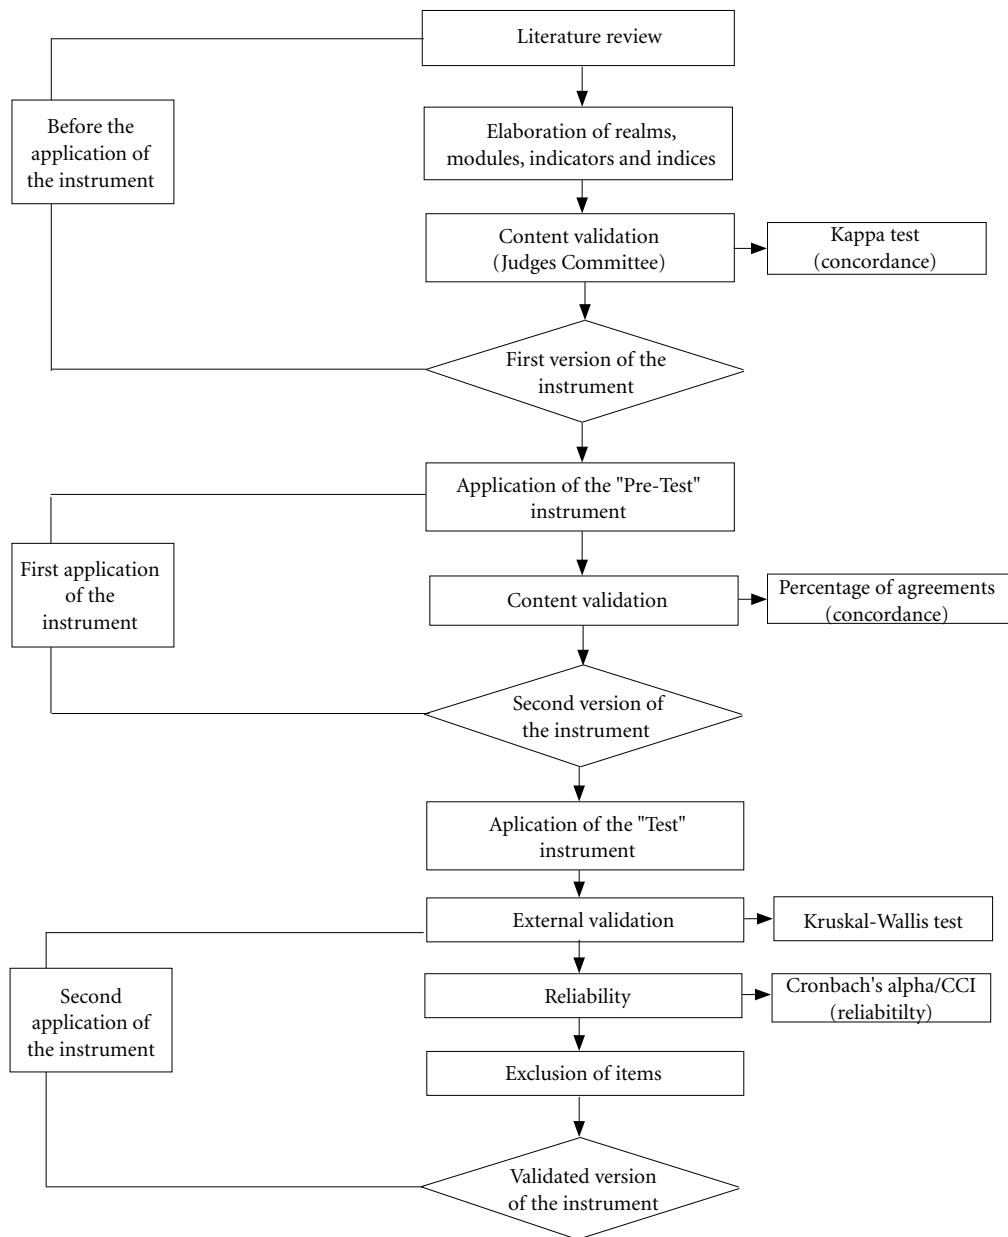 Literature review
Before the
application of
the instrument
Elaboration of realms,
modules, indicators and indices
Content validation
(Judges Committee)
Kappa test
(concordance)
First version of the
instrument
Application of the "Pre-Test"
instrument
First application
of the
instrument
Content validation
Percentage of agreements
(concordance)
Second version of
the instrument
Aplication of the "Test"
instrument
External validation
Kruskal-Wallis test
Second
application of
the instrument
Reliability
Cronbach's alpha/CCI
(reliabitilty)
Exclusion of items
Validated version
of the instrument